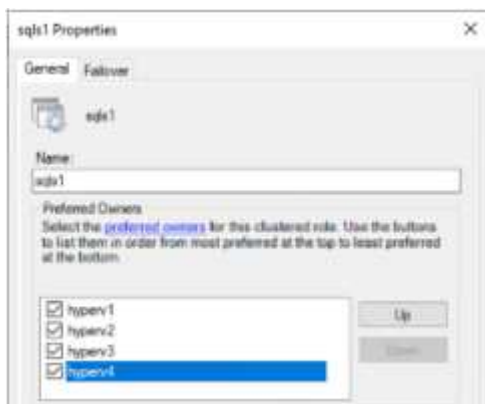 sqls1 Properties
General Failover
sqls1
Name:
sqls1
Preferred Owners
Select the preferred owners for this clustered role. Use the buttons
to list them in order from most preferred at the top to least preferred
at the bottom.
hyperv1
Up
hyperv2
hyperv3
Down
hyperv4